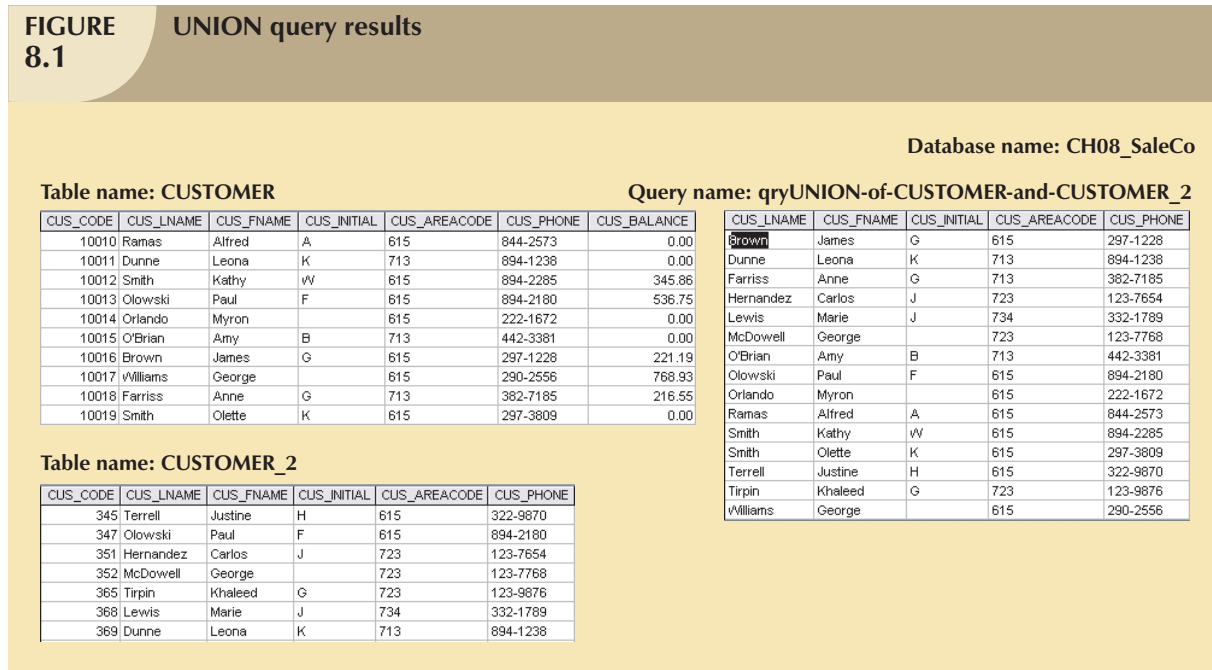 FIGURE 8.1
UNION query results
Database name: CH08_SaleCo
Table name: CUSTOMER
CUS_CODE CUS_LNAME CUS_FNAME CUS_INITIAL CUS_AREACODE CUS_PHONE CUS_BALANCE
10010 Ramas Alfred A 615 844-2573 0.00
10011 Dunne Leona K 713 894-1238 0.00
10012 Smith Kathy W 615 894-2285 345.86
10013 Olowski Paul F 615 894-2180 536.75
10014 Orlando Myron 615 222-1672 0.00
10015 O'Brian Amy B 713 442-3381 0.00
10016 Brown James G 615 297-1228 221.19
10017 Williams George 615 290-2556 768.93
10018 Farriss Anne G 713 382-7185 216.55
10019 Smith Olette K 615 297-3809 0.00
Table name: CUSTOMER_2
CUS_CODE CUS_LNAME CUS_FNAME CUS_INITIAL CUS_AREACODE CUS_PHONE
345 Terrell Justine H 615 322-9870
347 Olowski Paul F 615 894-2180
351 Hernandez Carlos J 723 123-7654
352 McDowell George 723 123-7768
365 Tirpin Khaleed G 723 123-9876
368 Lewis Marie J 734 332-1789
369 Dunne Leona K 713 894-1238
Query name: qryUNION-of-CUSTOMER-and-CUSTOMER_2
CUS_LNAME CUS_FNAME CUS_INITIAL CUS_AREACODE CUS_PHONE
Brown James G 615 297-1228
Dunne Leona K 713 894-1238
Farriss Anne G 713 382-7185
Hernandez Carlos J 723 123-7654
Lewis Marie J 734 332-1789
McDowell George 723 123-7768
O'Brian Amy B 713 442-3381
Olowski Paul F 615 894-2180
Orlando Myron 615 222-1672
Ramas Alfred A 615 844-2573
Smith Kathy W 615 894-2285
Smith Olette K 615 297-3809
Terrell Justine H 615 322-9870
Tirpin Khaleed G 723 123-9876
Williams George 615 290-2556